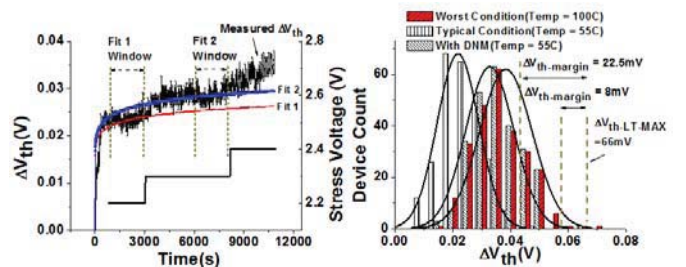 Fit 1
Window
Fit 2
Window
Measured ΔVth
Fit 2
Fit 1
0.04
0.03
0.02
0.01
0.00
ΔVth(V)
2.8
2.6
2.4
2.2
Stress Voltage (V)
0
3000
6000
9000
12000
Time(s)
Worst Condition(Temp = 100C)
Typical Condition(Temp = 55C)
With DNM(Temp = 55C)
ΔVth-margin = 22.5mV
ΔVth-margin = 8mV
ΔVth-LT-MAX
=66mV
60
40
20
0
Device Count
0.00
0.02
0.04
0.06
0.08
ΔVth(V)